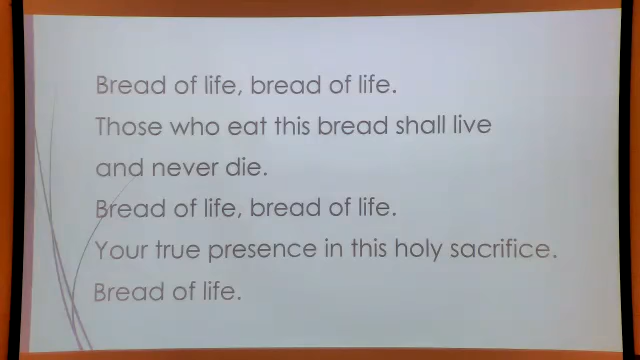 Bread of life, bread of life.
Those who eat this bread shall live
and never die.
Bread of life, bread of life.
Your true presence in this holy sacrifice.
Bread of life.